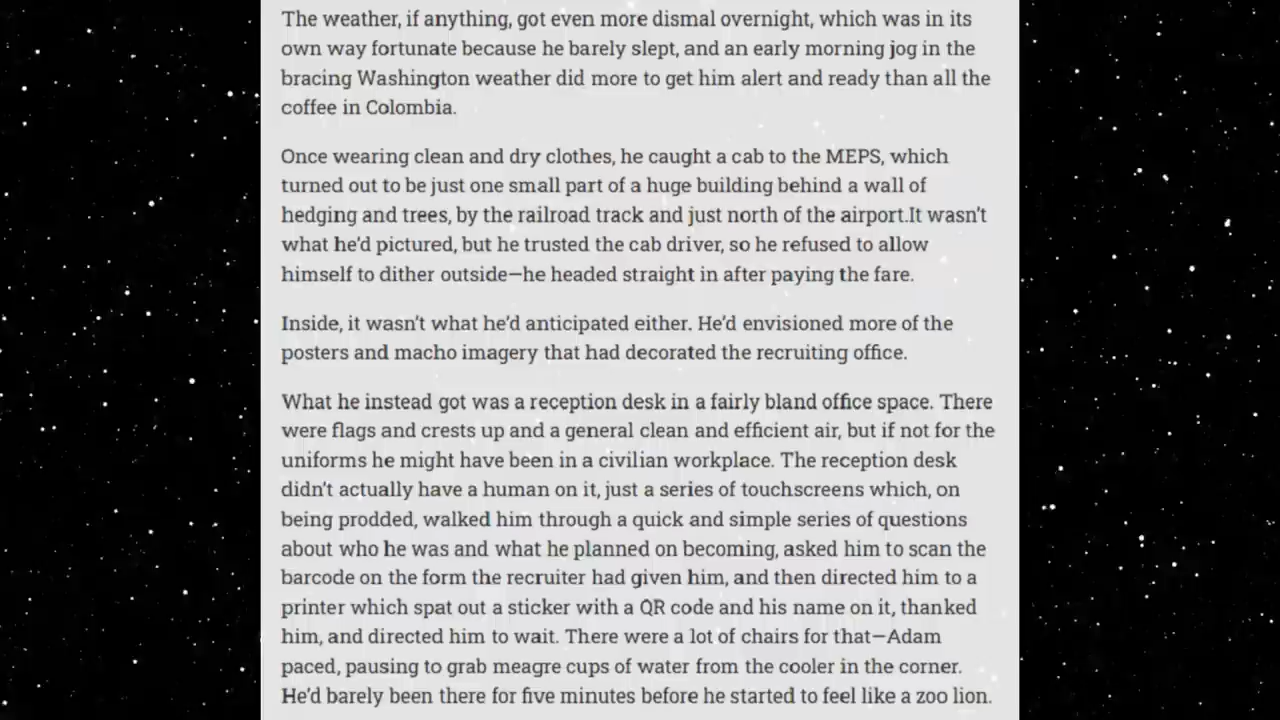 The weather, if anything, got even more dismal overnight, which was in its
own way fortunate because he barely slept, and an early morning jog in the
bracing Washington weather did more to get him alert and ready than all the
coffee in Colombia.
Once wearing clean and dry clothes, he caught a cab to the MEPS, which
turned out to be just one small part of a huge building behind a wall of
hedging and trees, by the railroad track and just north of the airport.It wasn't
what he'd pictured, but he trusted the cab driver, so he refused to allow
himself to dither outside—he headed straight in after paying the fare.
Inside, it wasn't what he'd anticipated either. He'd envisioned more of the
posters and macho imagery that had decorated the recruiting office.
What he instead got was a reception desk in a fairly bland office space. There
were flags and crests up and a general clean and efficient air, but if not for the
uniforms he might have been in a civilian workplace. The reception desk
didn't actually have a human on it, just a series of touchscreens which, on
being prodded, walked him through a quick and simple series of questions
about who he was and what he planned on becoming, asked him to scan the
barcode on the form the recruiter had given him, and then directed him to a
printer which spat out a sticker with a QR code and his name on it, thanked
him, and directed him to wait. There were a lot of chairs for that—Adam
paced, pausing to grab meagre cups of water from the cooler in the corner.
He'd barely been there for five minutes before he started to feel like a zoo lion.